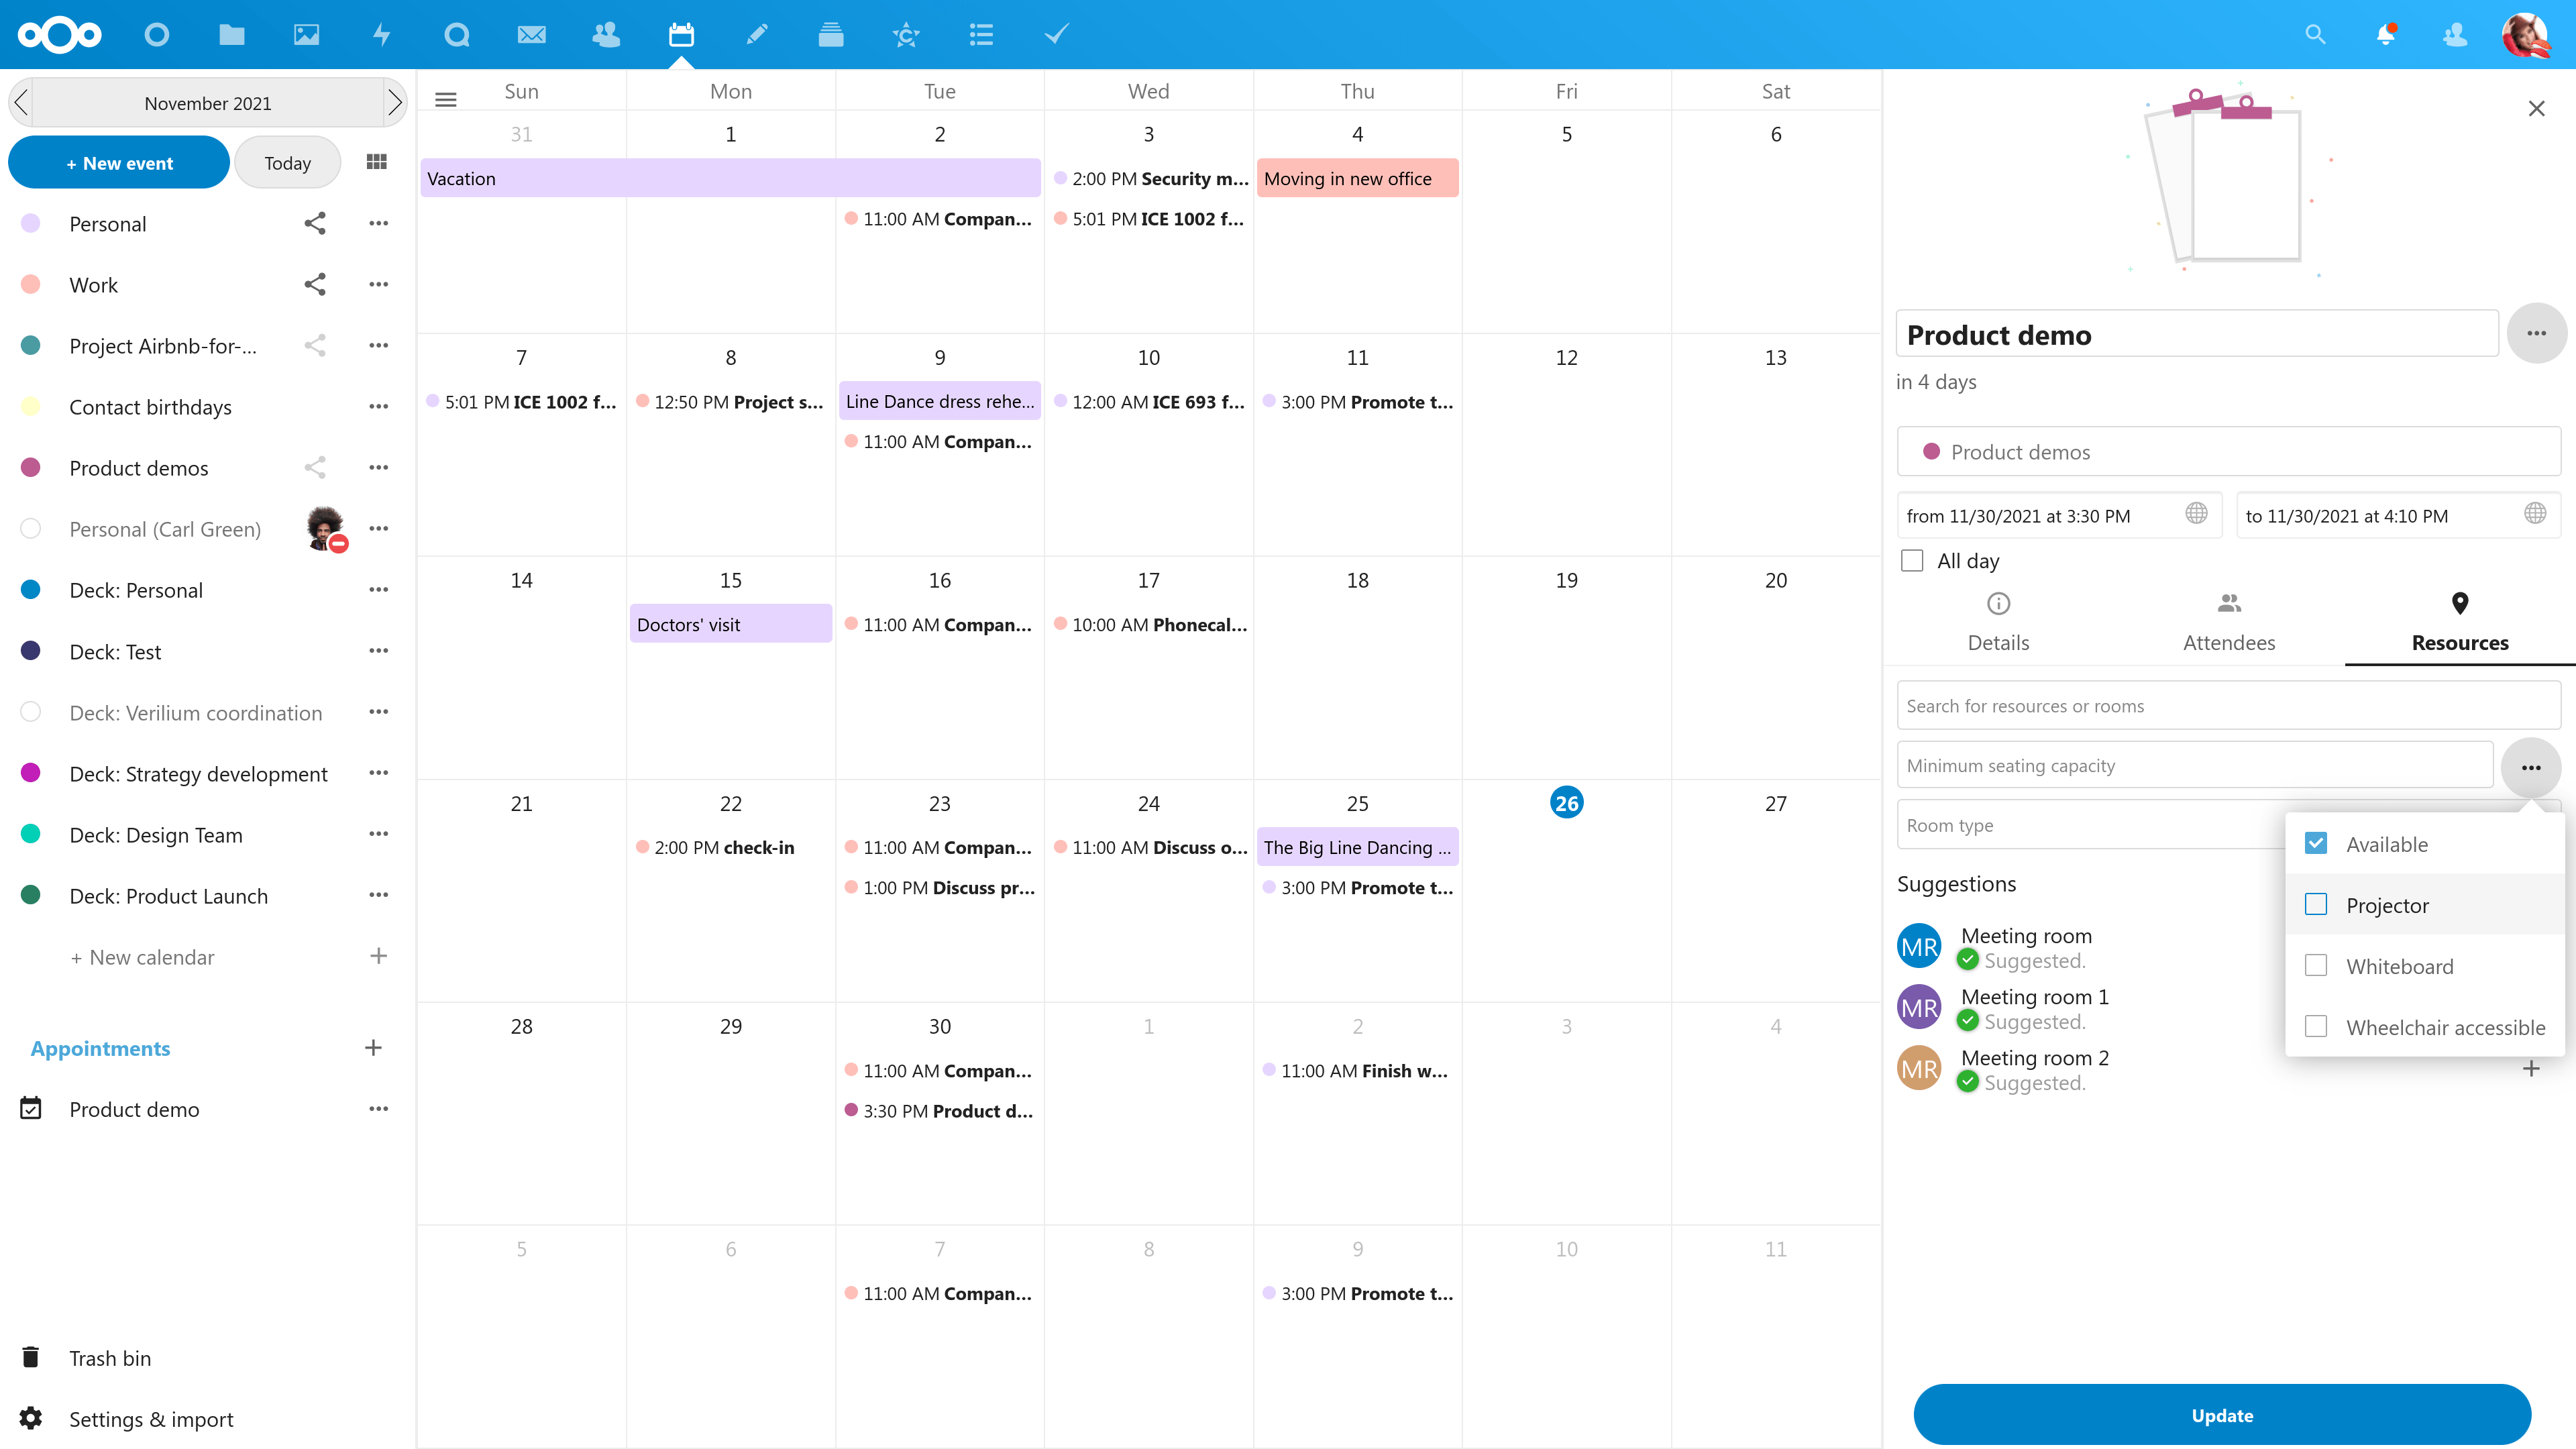 November 2021
+ New event
Today
Personal
Work
Project Airbnb-for-...
Contact birthdays
Product demos
Personal (Carl Green)
Deck: Personal
Deck: Test
Deck: Verilium coordination
Deck: Strategy development
Deck: Design Team
Deck: Product Launch
+ New calendar
Appointments
Product demo
Trash bin
Settings & import
Sun Mon Tue Wed Thu Fri Sat
31 1 2 3 4 5 6
Vacation
2:00 PM Security m...
Moving in new office
11:00 AM Compan...
5:01 PM ICE 1002 f...
7 8 9 10 11 12 13
5:01 PM ICE 1002 f...
12:50 PM Project s...
Line Dance dress rehe...
12:00 AM ICE 693 f...
3:00 PM Promote t...
11:00 AM Compan...
14 15 16 17 18 19 20
Doctors' visit
11:00 AM Compan...
10:00 AM Phonecal...
21 22 23 24 25 26 27
2:00 PM check-in
11:00 AM Compan...
11:00 AM Discuss o...
The Big Line Dancing ...
1:00 PM Discuss pr...
3:00 PM Promote t...
28 29 30 1 2 3 4
11:00 AM Compan...
11:00 AM Finish w...
3:30 PM Product d...
5 6 7 8 9 10 11
11:00 AM Compan...
3:00 PM Promote t...
Product demo
in 4 days
Product demos
from 11/30/2021 at 3:30 PM
to 11/30/2021 at 4:10 PM
All day
Details
Attendees
Resources
Search for resources or rooms
Minimum seating capacity
Room type
Available
Projector
Whiteboard
Wheelchair accessible
Suggestions
MR
Meeting room
Suggested.
MR
Meeting room 1
Suggested.
MR
Meeting room 2
Suggested.
Update